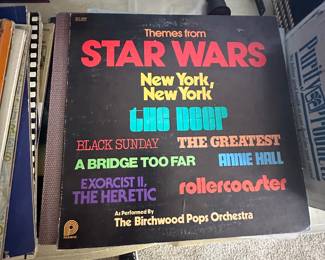 Themes from
STAR WARS
New York,
New York
the Deep
BLACK SUNDAY
THE GREATEST
A BRIDGE TOO FAR
ANNIE HALL
EXORCIST II,
THE HERETIC
rollercoaster
As Performed By
The Birchwood Pops Orchestra